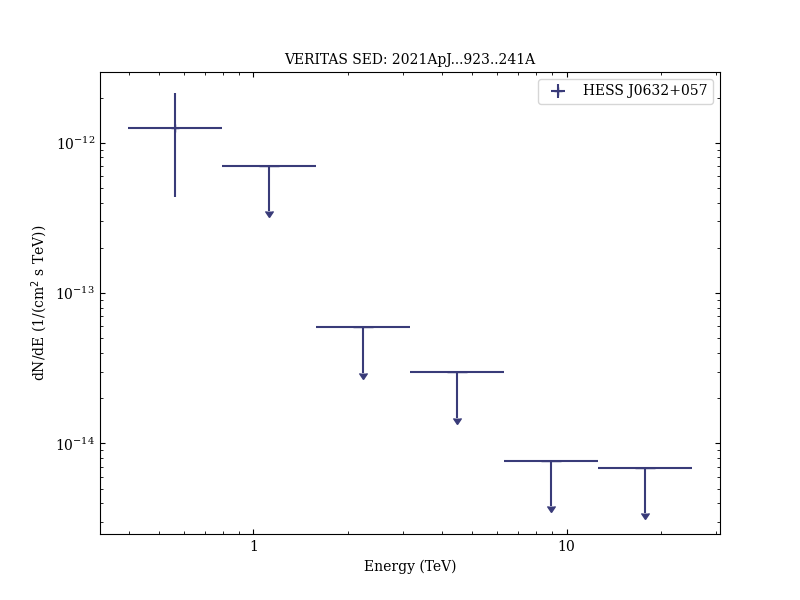 VERITAS SED: 2021ApJ...923..241A
HESS J0632+057
10⁻¹²
10⁻¹³
10⁻¹⁴
dN/dE (1/(cm² s TeV))
1
10
Energy (TeV)